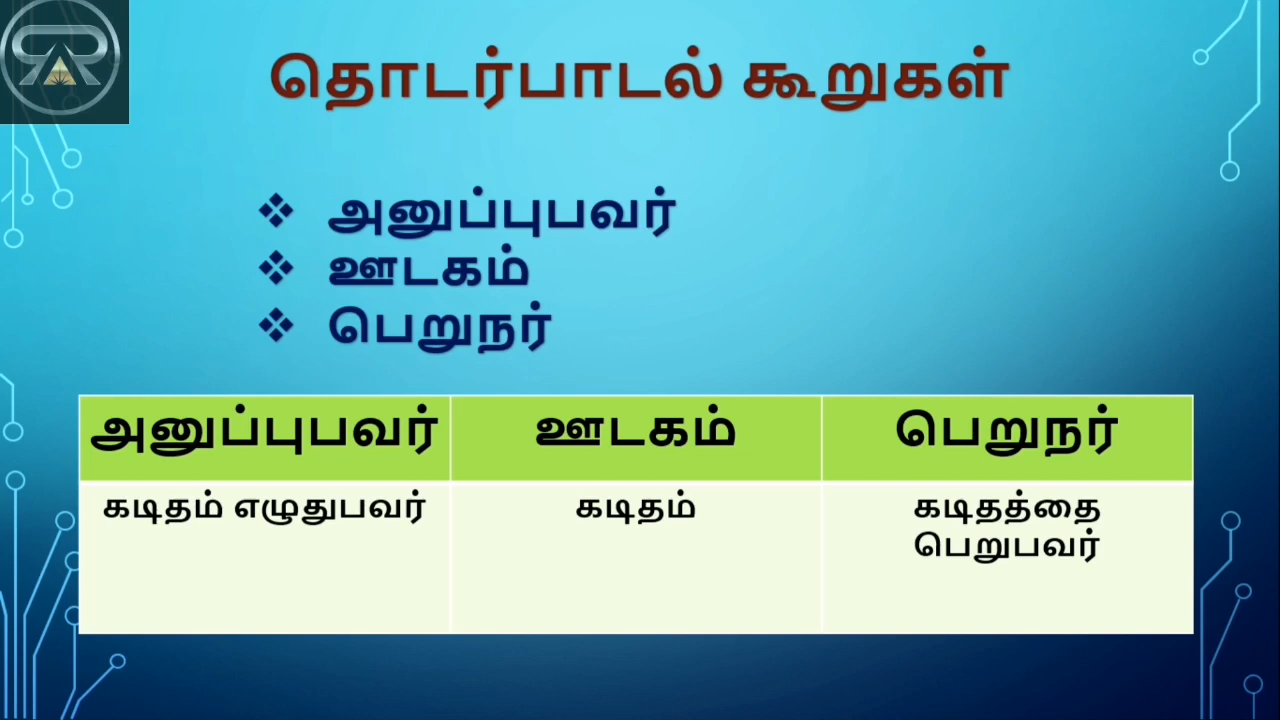 தொடர்பாடல் கூறுகள்
❖ அனுப்புபவர்
❖ ஊடகம்
❖ பெறுநர்
அனுப்புபவர் ஊடகம் பெறுநர்
கடிதம் எழுதுபவர் கடிதம் கடிதத்தை
பெறுபவர்